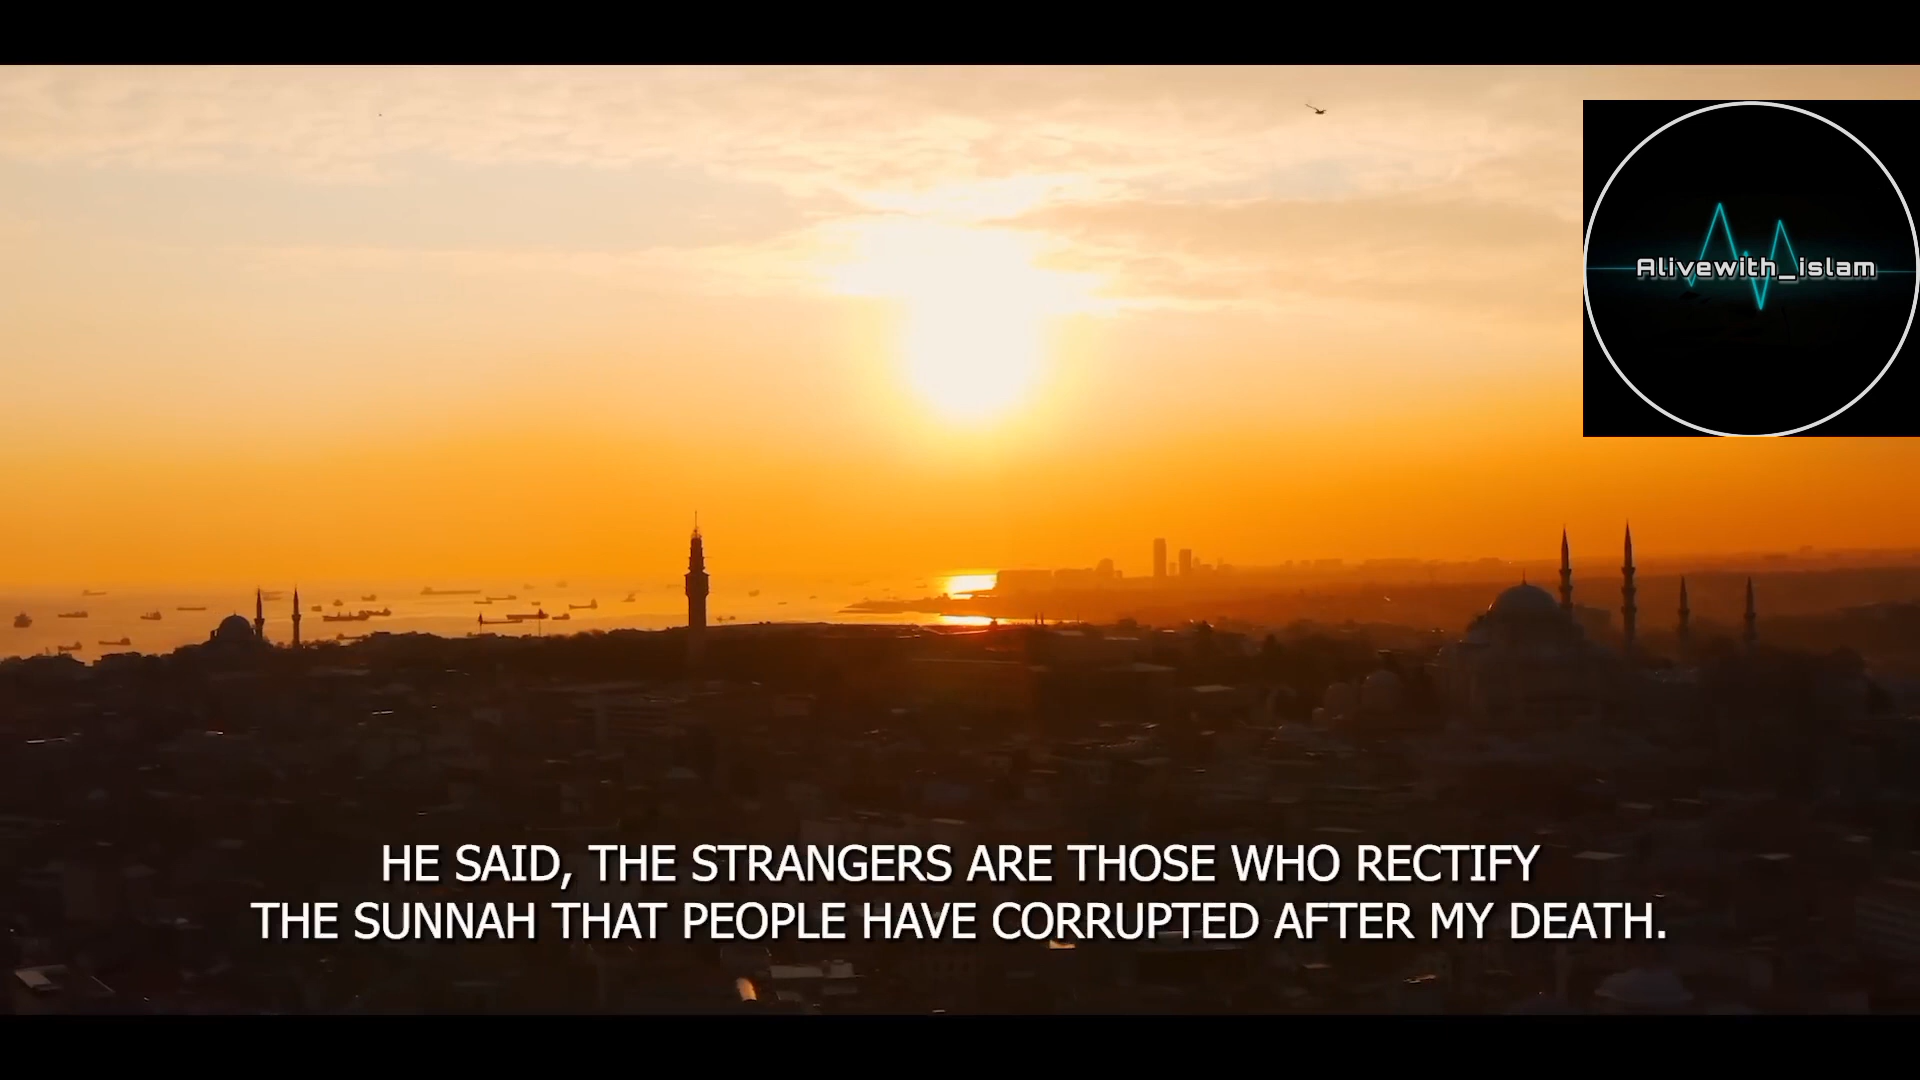 Alivewith_islam
HE SAID, THE STRANGERS ARE THOSE WHO RECTIFY
THE SUNNAH THAT PEOPLE HAVE CORRUPTED AFTER MY DEATH.